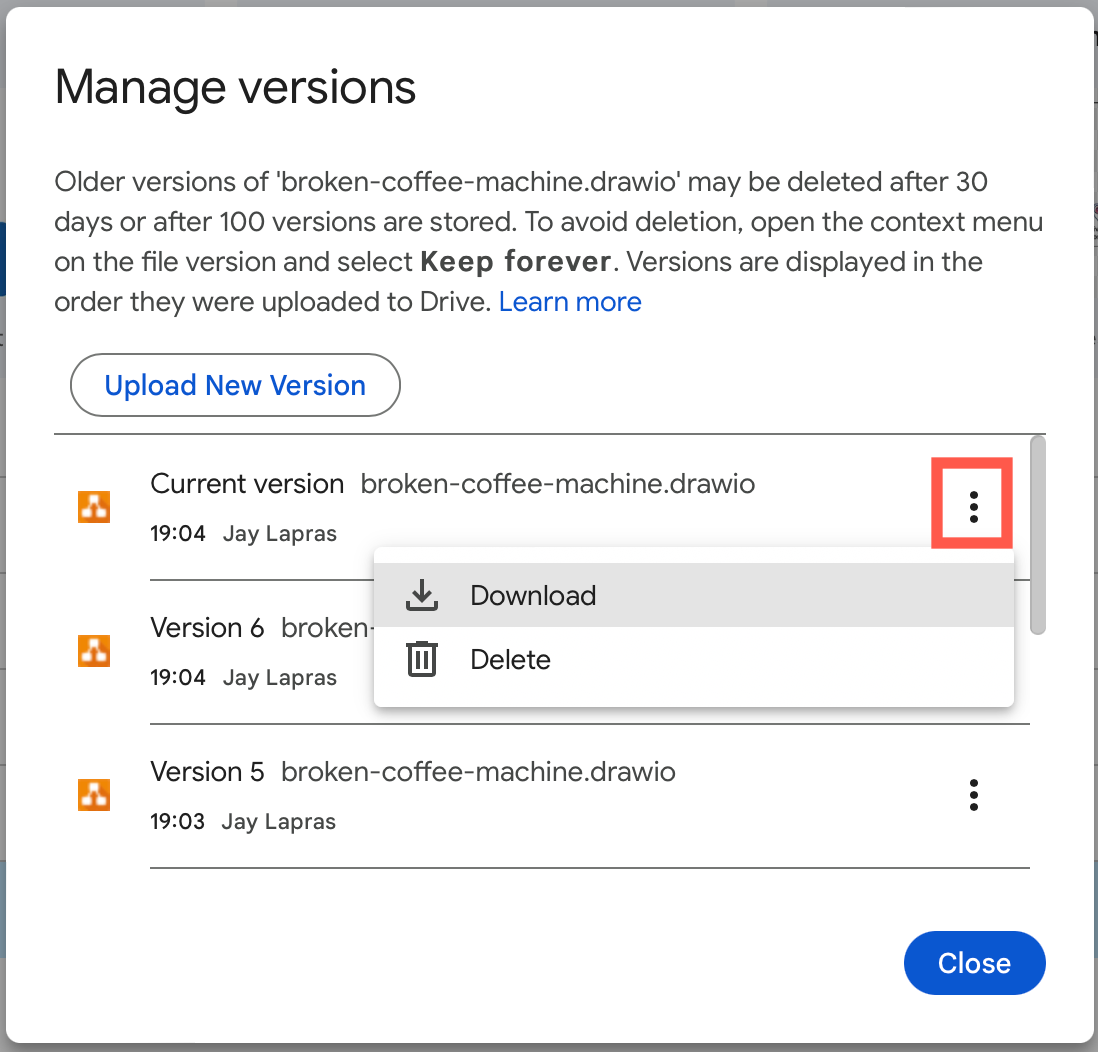 Manage versions
Older versions of 'broken-coffee-machine.drawio' may be deleted after 30
days or after 100 versions are stored. To avoid deletion, open the context menu
on the file version and select Keep forever. Versions are displayed in the
order they were uploaded to Drive. Learn more
Upload New Version
Current version broken-coffee-machine.drawio
19:04 Jay Lapras
Download
Version 6 broken-
Delete
19:04 Jay Lapras
Version 5 broken-coffee-machine.drawio
19:03 Jay Lapras
Close